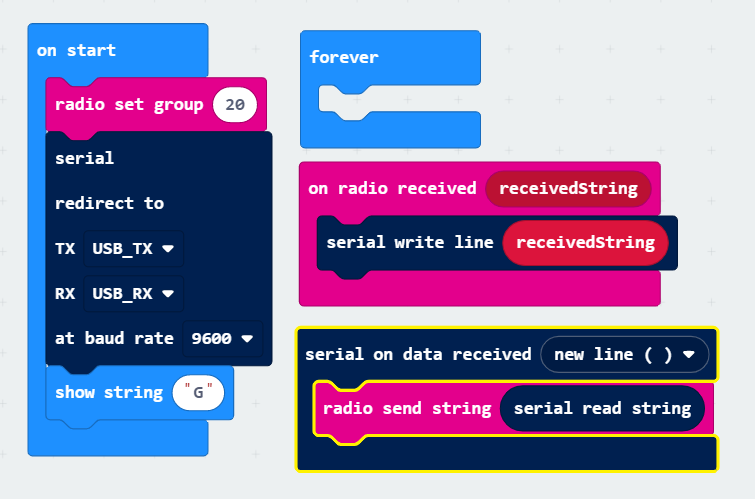 on start
radio set group 20
serial
redirect to
TX USB_TX
RX USB_RX
at baud rate 9600
show string "G"
forever
on radio received receivedString
serial write line receivedString
serial on data received new line ( )
radio send string serial read string